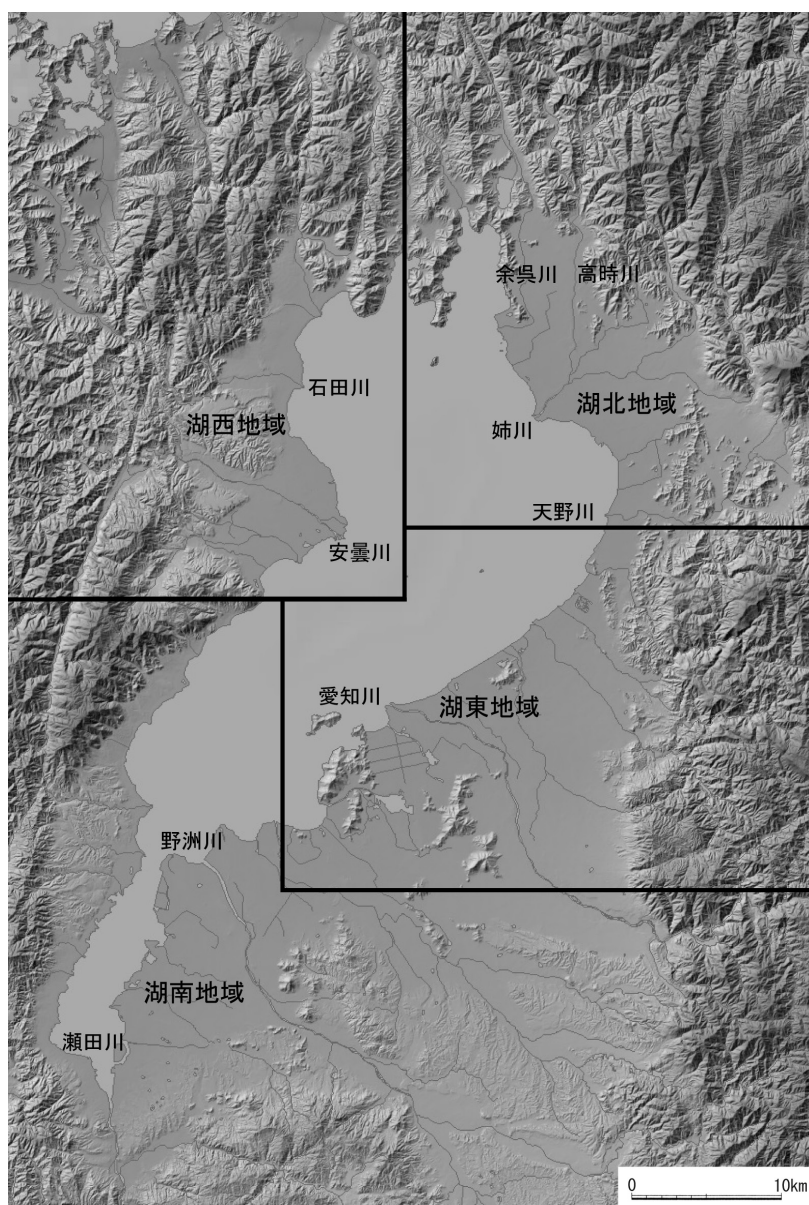 余呉川
高時川
石田川
湖西地域
湖北地域
姉川
天野川
安曇川
愛知川
湖東地域
野洲川
湖南地域
瀬田川
0
10km